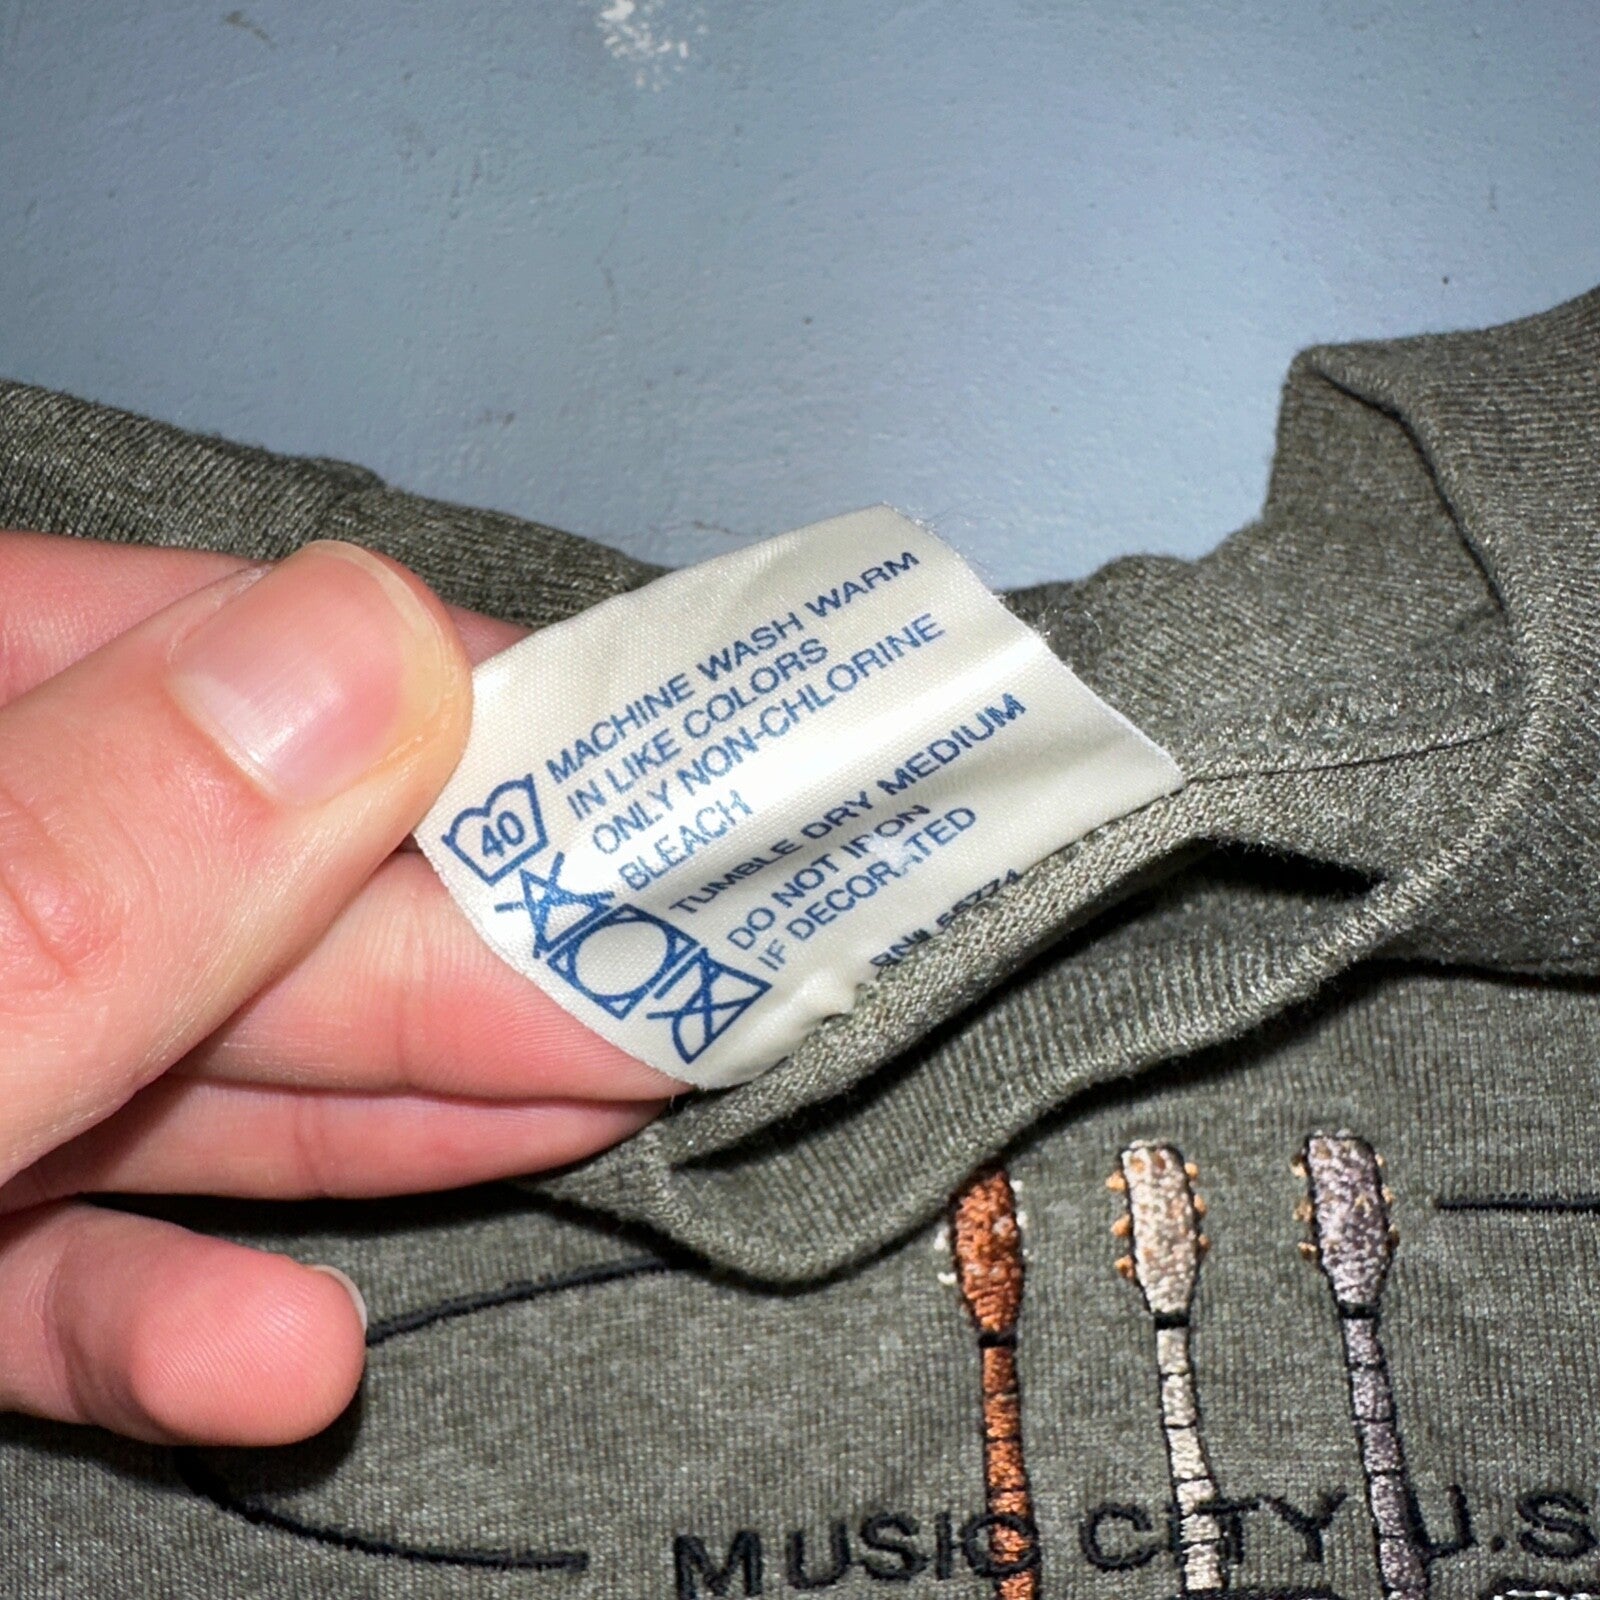 MACHINE WASH WARM
IN LIKE COLORS
ONLY NON-CHLORINE
BLEACH
TUMBLE DRY MEDIUM
DO NOT IRON
IF DECORATED
40
MUSIC CITY U.S